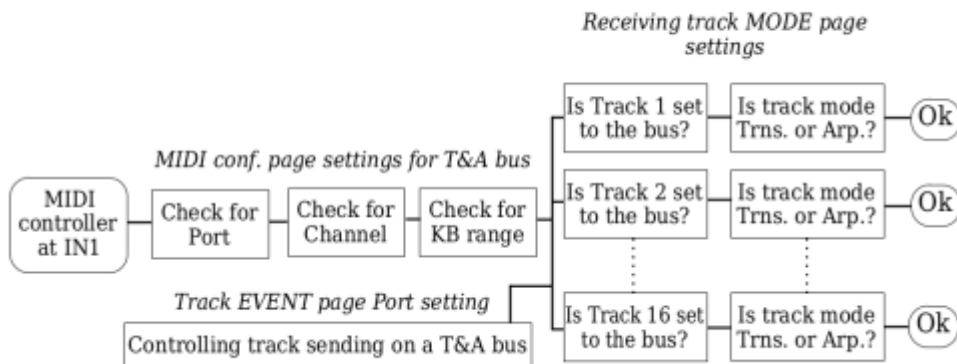 Receiving track MODE page
settings
Is Track 1 set
to the bus?
Is track mode
Trns. or Arp.?
Ok
MIDI conf. page settings for T&A bus
MIDI
controller
at IN1
Check for
Port
Check for
Channel
Check for
KB range
Is Track 2 set
to the bus?
Is track mode
Trns. or Arp.?
Ok
Track EVENT page Port setting
Controlling track sending on a T&A bus
Is Track 16 set
to the bus?
Is track mode
Trns. or Arp.?
Ok